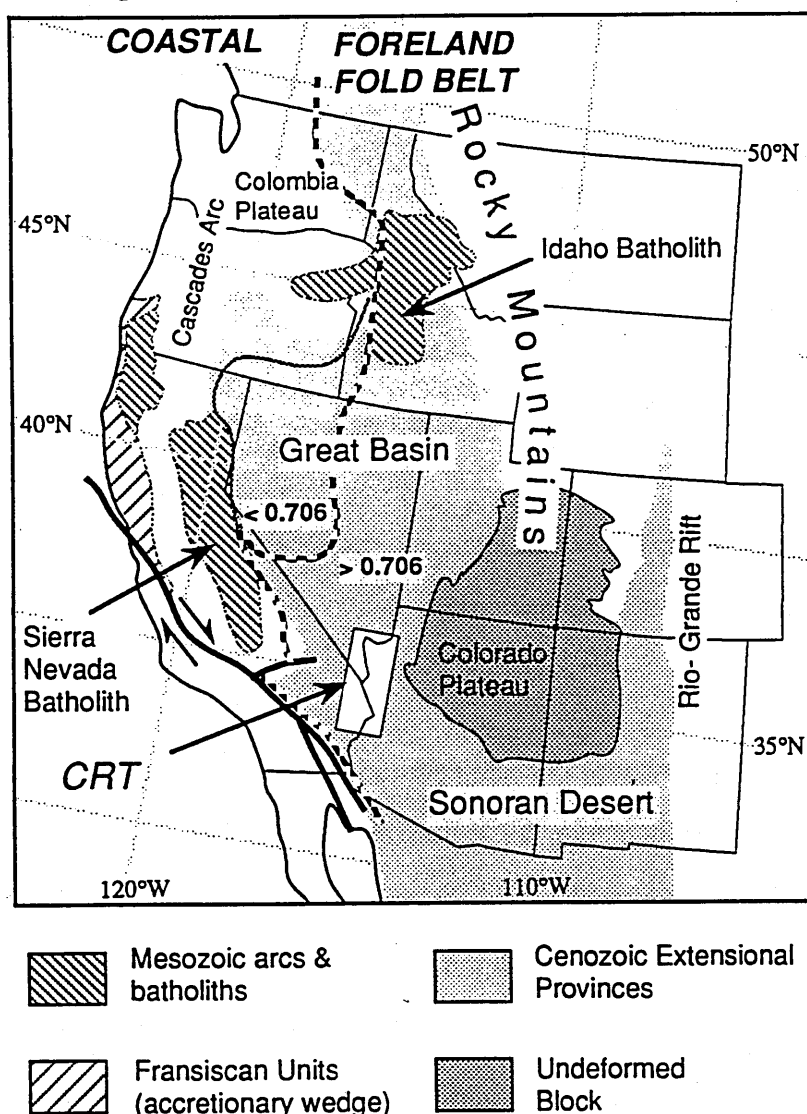 COASTAL
FORELAND
FOLD BELT
Rocky Mountains
50°N
Colombia
Plateau
45°N
Cascades Arc
Idaho Batholith
40°N
Great Basin
< 0.706
> 0.706
Rio- Grande Rift
Sierra
Nevada
Batholith
Colorado
Plateau
35°N
CRT
Sonoran Desert
120°W
110°W
Mesozoic arcs &
batholiths
Cenozoic Extensional
Provinces
Fransiscan Units
(accretionary wedge)
Undeformed
Block